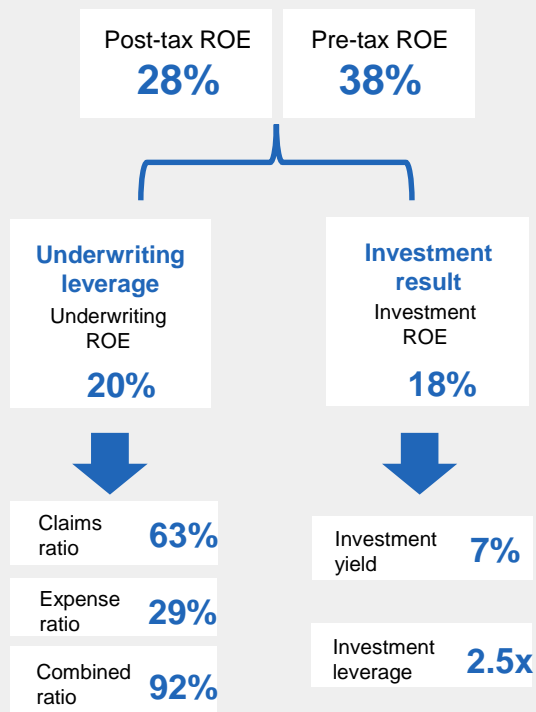 Post-tax ROE
28%
Pre-tax ROE
38%
Underwriting
leverage
Underwriting
ROE
20%
Investment
result
Investment
ROE
18%
Claims
ratio
63%
Expense
ratio
29%
Combined
ratio
92%
Investment
yield
7%
Investment
leverage
2.5x